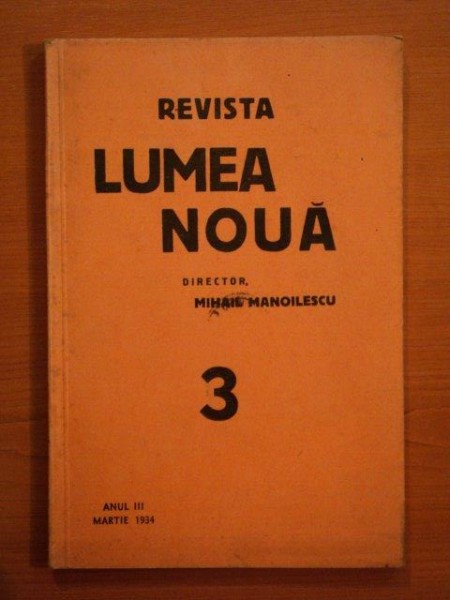 REVISTA
LUMEA
NOUĂ
DIRECTOR,
MIHAIL MANOILESCU
3
ANUL III
MARTIE 1934